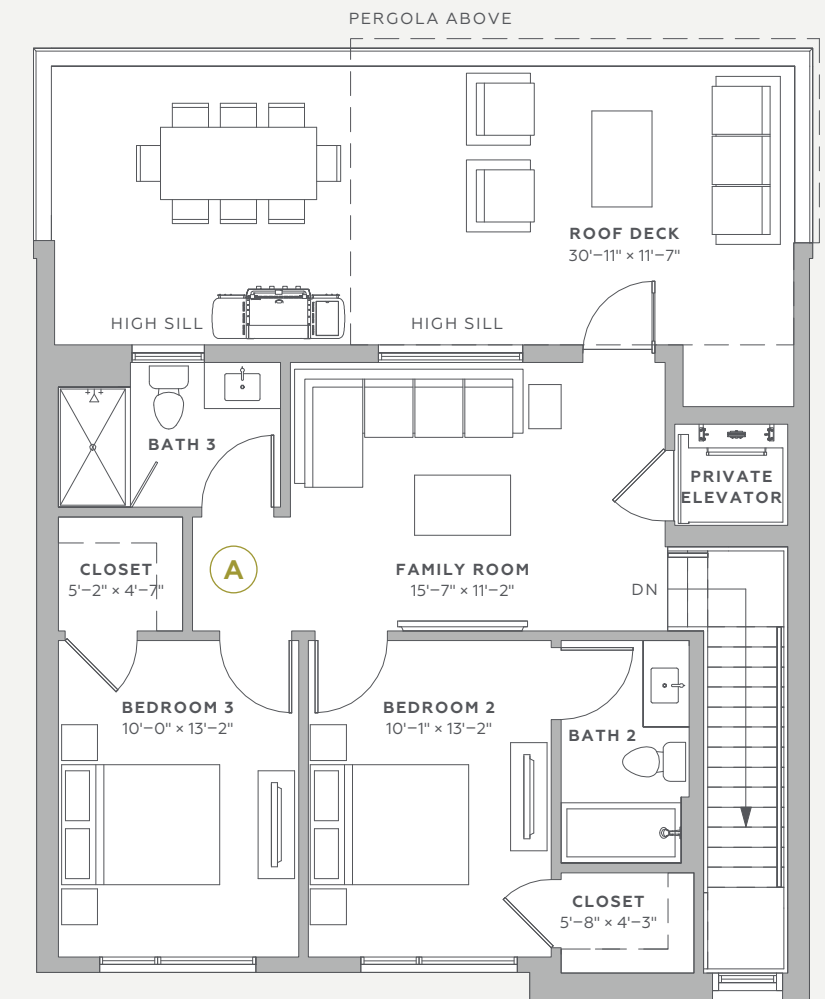 PERGOLA ABOVE
ROOF DECK
30'–11" × 11'–7"
HIGH SILL
HIGH SILL
BATH 3
PRIVATE
ELEVATOR
CLOSET
5'–2" × 4'–7"
A
FAMILY ROOM
15'–7" × 11'–2"
DN
BEDROOM 3
10'–0" × 13'–2"
BEDROOM 2
10'–1" × 13'–2"
BATH 2
CLOSET
5'–8" × 4'–3"